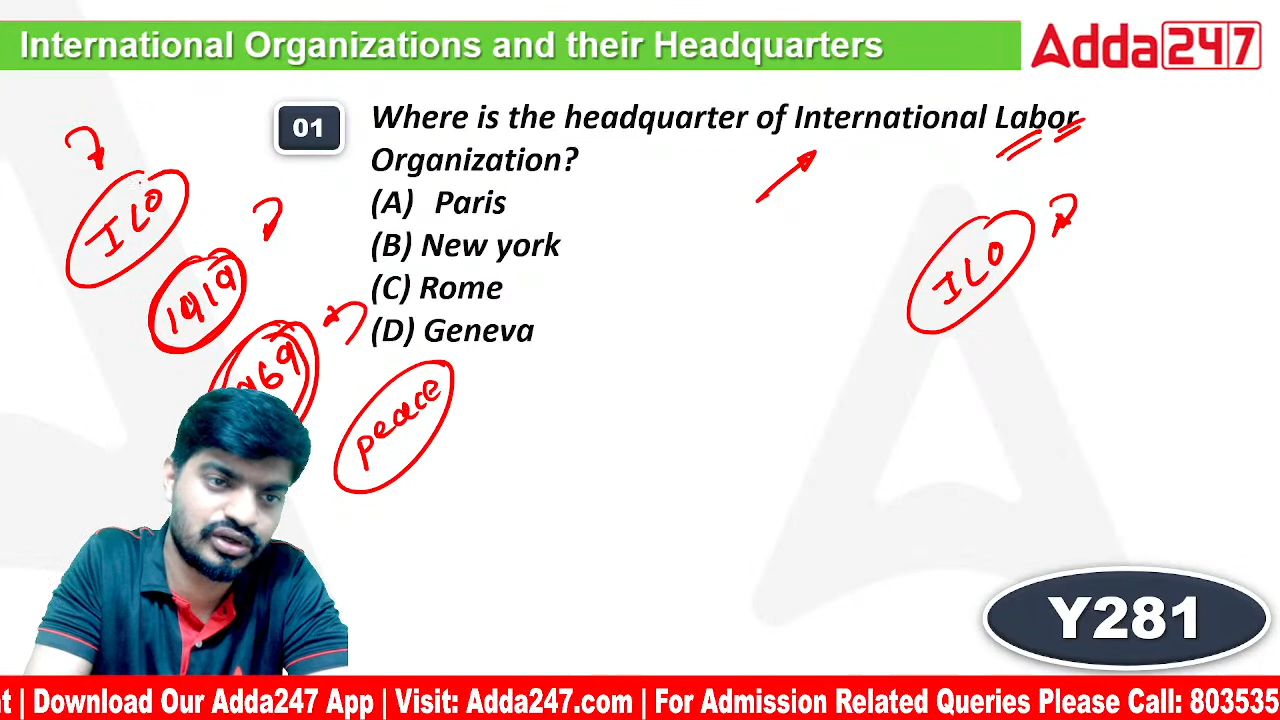 International Organizations and their Headquarters
Adda247
01
Where is the headquarter of International Labor
Organization?
(A) Paris
(B) New york
(C) Rome
(D) Geneva
ILO
1919
969
peace
ILO
Y281
t | Download Our Adda247 App | Visit: Adda247.com | For Admission Related Queries Please Call: 803535